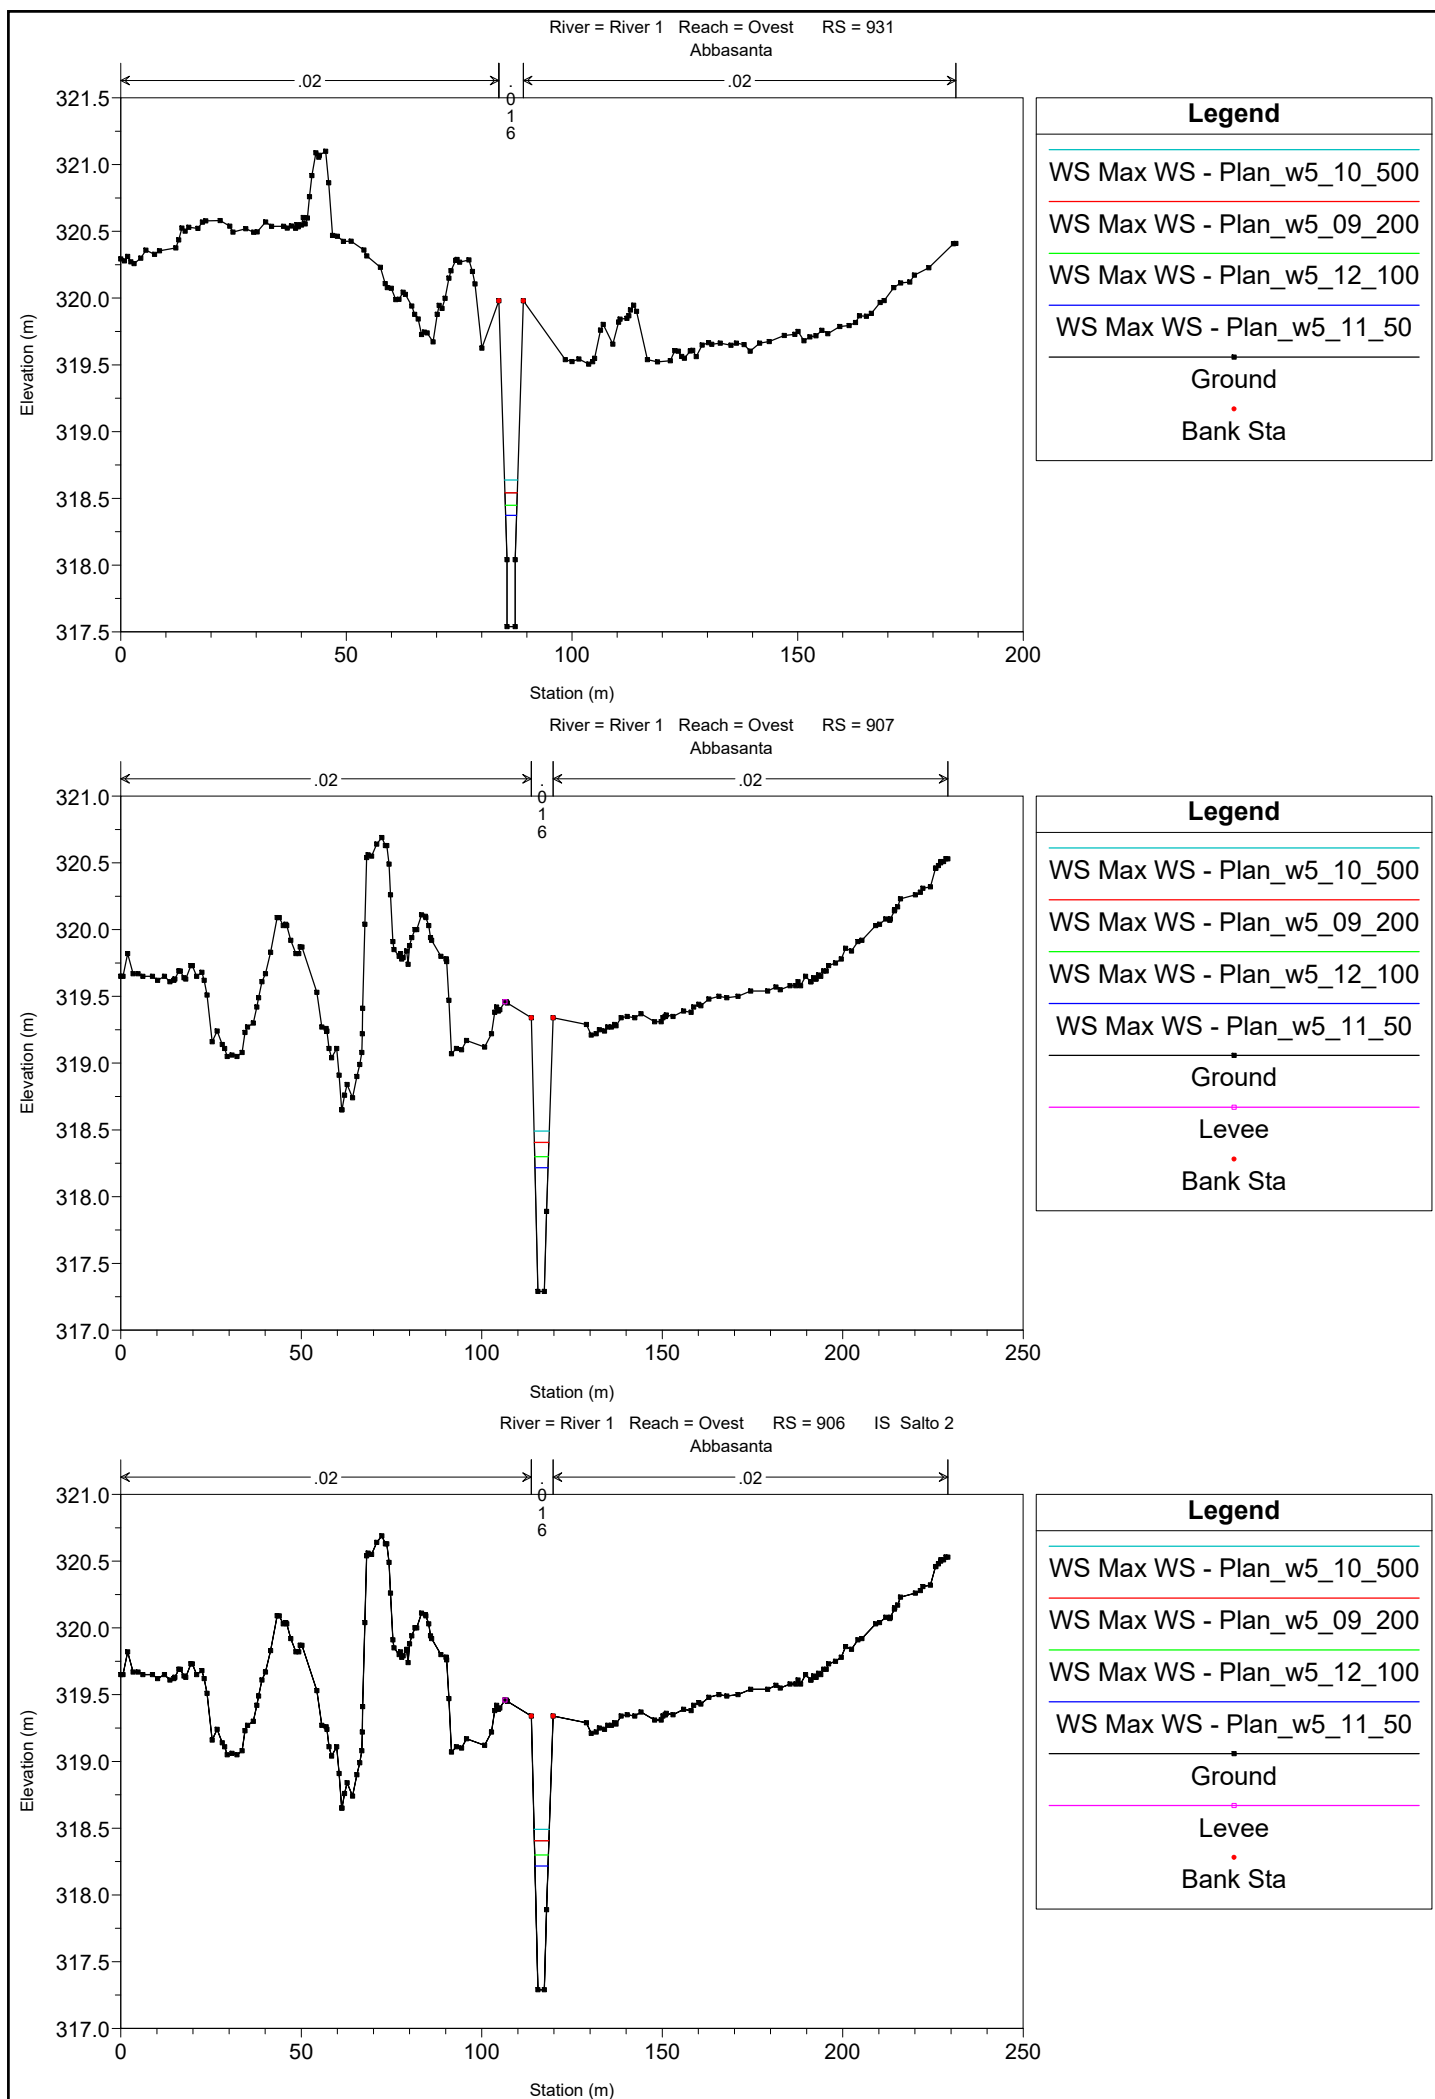 River = River 1 Reach = Ovest RS = 931
Abbasanta
.02
.016
.02
321.5
321.0
320.5
320.0
319.5
319.0
318.5
318.0
317.5
Elevation (m)
0 50 100 150 200
Station (m)
Legend
WS Max WS - Plan_w5_10_500
WS Max WS - Plan_w5_09_200
WS Max WS - Plan_w5_12_100
WS Max WS - Plan_w5_11_50
Ground
Bank Sta
River = River 1 Reach = Ovest RS = 907
Abbasanta
.02
.016
.02
321.0
320.5
320.0
319.5
319.0
318.5
318.0
317.5
317.0
Elevation (m)
0 50 100 150 200 250
Station (m)
Legend
WS Max WS - Plan_w5_10_500
WS Max WS - Plan_w5_09_200
WS Max WS - Plan_w5_12_100
WS Max WS - Plan_w5_11_50
Ground
Levee
Bank Sta
River = River 1 Reach = Ovest RS = 906 IS Salto 2
Abbasanta
.02
.016
.02
321.0
320.5
320.0
319.5
319.0
318.5
318.0
317.5
317.0
Elevation (m)
0 50 100 150 200 250
Station (m)
Legend
WS Max WS - Plan_w5_10_500
WS Max WS - Plan_w5_09_200
WS Max WS - Plan_w5_12_100
WS Max WS - Plan_w5_11_50
Ground
Levee
Bank Sta